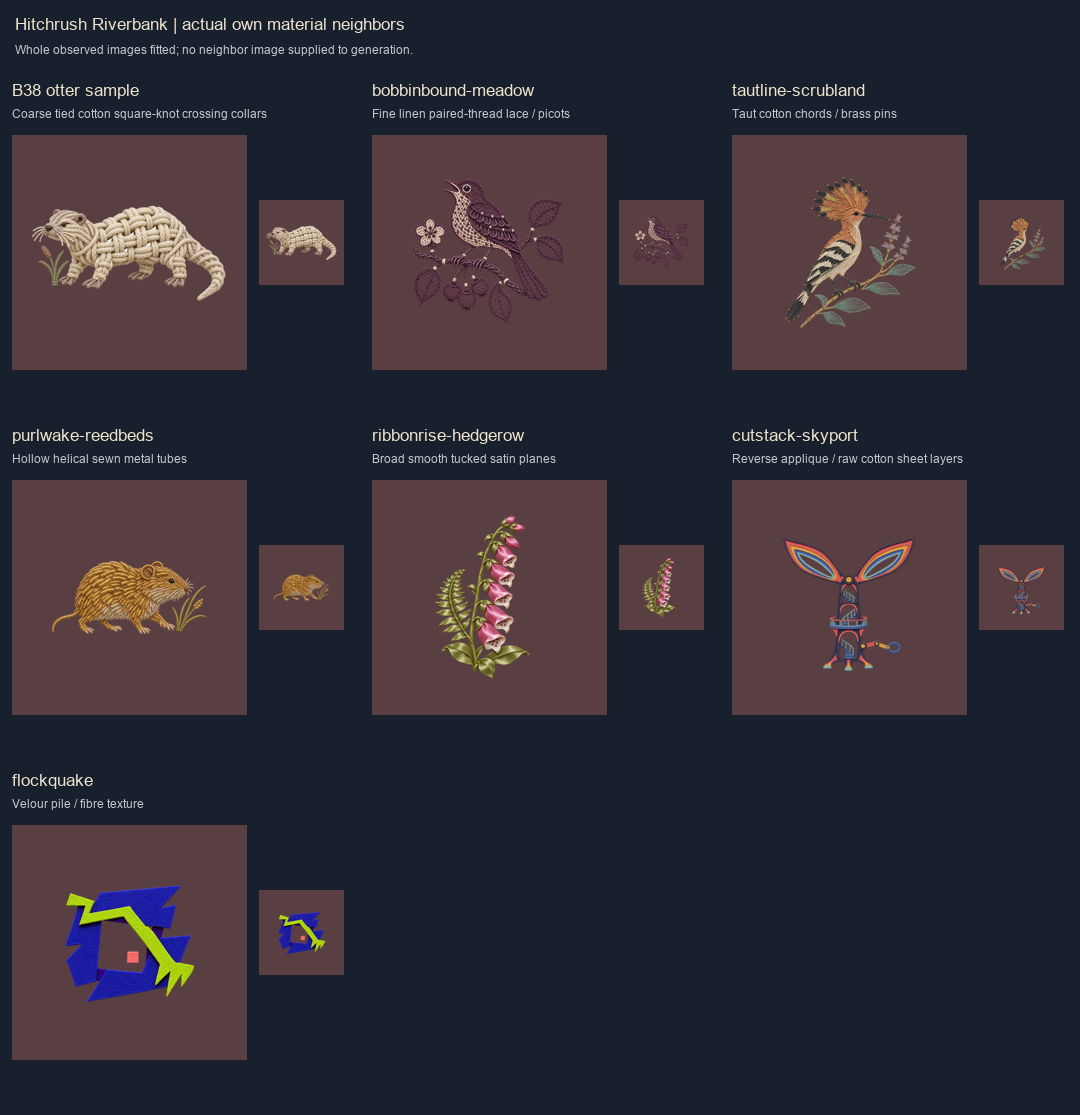 Hitchrush Riverbank | actual own material neighbors
Whole observed images fitted; no neighbor image supplied to generation.
B38 otter sample
Coarse tied cotton square-knot crossing collars
bobbinbound-meadow
Fine linen paired-thread lace / picots
tautline-scrubland
Taut cotton chords / brass pins
purlwake-reedbeds
Hollow helical sewn metal tubes
ribbonrise-hedgerow
Broad smooth tucked satin planes
cutstack-skyport
Reverse applique / raw cotton sheet layers
flockquake
Velour pile / fibre texture